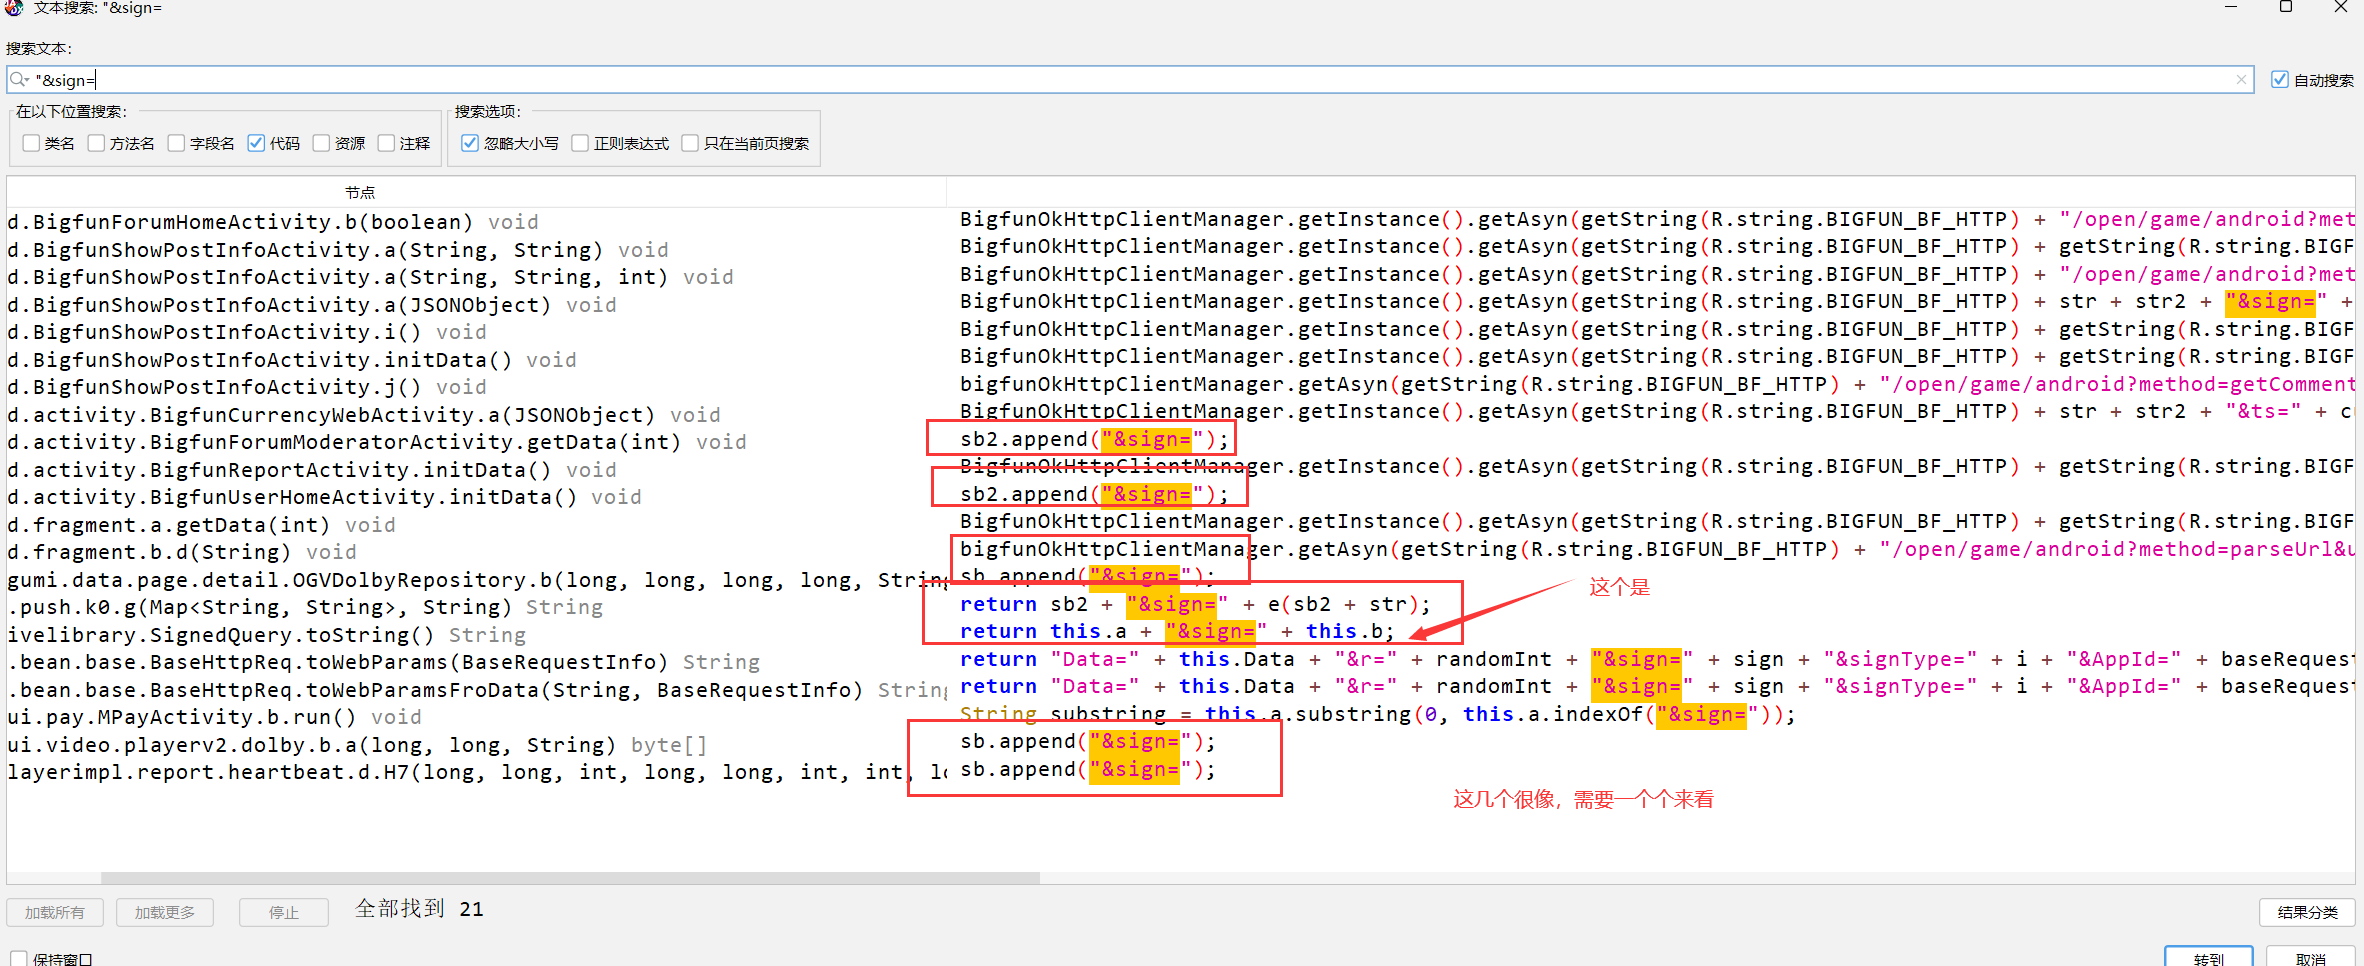 文本搜索: "&sign=
搜索文本:
"&sign=
自动搜索
在以下位置搜索:
搜索选项:
类名 方法名 字段名 代码 资源 注释
忽略大小写 正则表达式 只在当前页搜索
节点
d.BigfunForumHomeActivity.b(boolean) void BigfunOkHttpClientManager.getInstance().getAsyn(getString(R.string.BIGFUN_BF_HTTP) + "/open/game/android?met
d.BigfunShowPostInfoActivity.a(String, String) void BigfunOkHttpClientManager.getInstance().getAsyn(getString(R.string.BIGFUN_BF_HTTP) + getString(R.string.BIGF
d.BigfunShowPostInfoActivity.a(String, String, int) void BigfunOkHttpClientManager.getInstance().getAsyn(getString(R.string.BIGFUN_BF_HTTP) + "/open/game/android?met
d.BigfunShowPostInfoActivity.a(JSONObject) void BigfunOkHttpClientManager.getInstance().getAsyn(getString(R.string.BIGFUN_BF_HTTP) + str + str2 + "&sign=" +
d.BigfunShowPostInfoActivity.i() void BigfunOkHttpClientManager.getInstance().getAsyn(getString(R.string.BIGFUN_BF_HTTP) + getString(R.string.BIGF
d.BigfunShowPostInfoActivity.initData() void BigfunOkHttpClientManager.getInstance().getAsyn(getString(R.string.BIGFUN_BF_HTTP) + getString(R.string.BIGF
d.BigfunShowPostInfoActivity.j() void bigfunOkHttpClientManager.getAsyn(getString(R.string.BIGFUN_BF_HTTP) + "/open/game/android?method=getComment
d.activity.BigfunCurrencyWebActivity.a(JSONObject) void BigfunOkHttpClientManager.getInstance().getAsyn(getString(R.string.BIGFUN_BF_HTTP) + str + str2 + "&ts=" + c
d.activity.BigfunForumModeratorActivity.getData(int) void sb2.append("&sign=");
d.activity.BigfunReportActivity.initData() void BigfunOkHttpClientManager.getInstance().getAsyn(getString(R.string.BIGFUN_BF_HTTP) + getString(R.string.BIGF
d.activity.BigfunUserHomeActivity.initData() void sb2.append("&sign=");
d.fragment.a.getData(int) void BigfunOkHttpClientManager.getInstance().getAsyn(getString(R.string.BIGFUN_BF_HTTP) + getString(R.string.BIGF
d.fragment.b.d(String) void bigfunOkHttpClientManager.getAsyn(getString(R.string.BIGFUN_BF_HTTP) + "/open/game/android?method=parseUrl&u
gumi.data.page.detail.OGVDolbyRepository.b(long, long, long, long, String sb.append("&sign=");
这个是
.push.k0.g(Map<String, String>, String) String return sb2 + "&sign=" + e(sb2 + str);
ivelibrary.SignedQuery.toString() String return this.a + "&sign=" + this.b;
.bean.base.BaseHttpReq.toWebParams(BaseRequestInfo) String return "Data=" + this.Data + "&r=" + randomInt + "&sign=" + sign + "&signType=" + i + "&AppId=" + baseRequest
.bean.base.BaseHttpReq.toWebParamsFroData(String, BaseRequestInfo) String return "Data=" + this.Data + "&r=" + randomInt + "&sign=" + sign + "&signType=" + i + "&AppId=" + baseRequest
ui.pay.MPayActivity.b.run() void String substring = this.a.substring(0, this.a.indexOf("&sign="));
ui.video.playerv2.dolby.b.a(long, long, String) byte[] sb.append("&sign=");
layerimpl.report.heartbeat.d.H7(long, long, int, long, long, int, int, lo sb.append("&sign=");
这几个很像，需要一个个来看
加载所有 加载更多 停止 全部找到 21 结果分类
保持窗口 转到 取消